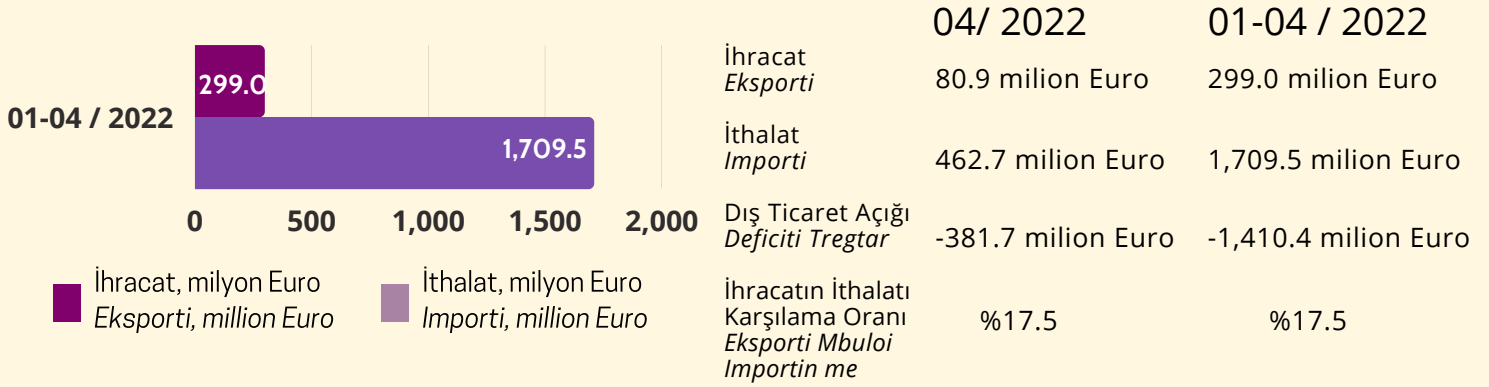 299.0
01-04 / 2022
1,709.5
0 500 1,000 1,500 2,000
İhracat, milyon Euro
Eksporti, million Euro
İthalat, milyon Euro
Importi, million Euro
04/ 2022 01-04 / 2022
İhracat
Eksporti
80.9 milion Euro 299.0 milion Euro
İthalat
Importi
462.7 milion Euro 1,709.5 milion Euro
Dış Ticaret Açığı
Deficiti Tregtar
-381.7 milion Euro -1,410.4 milion Euro
İhracatın İthalatı
Karşılama Oranı
Eksporti Mbuloi
Importin me
%17.5 %17.5